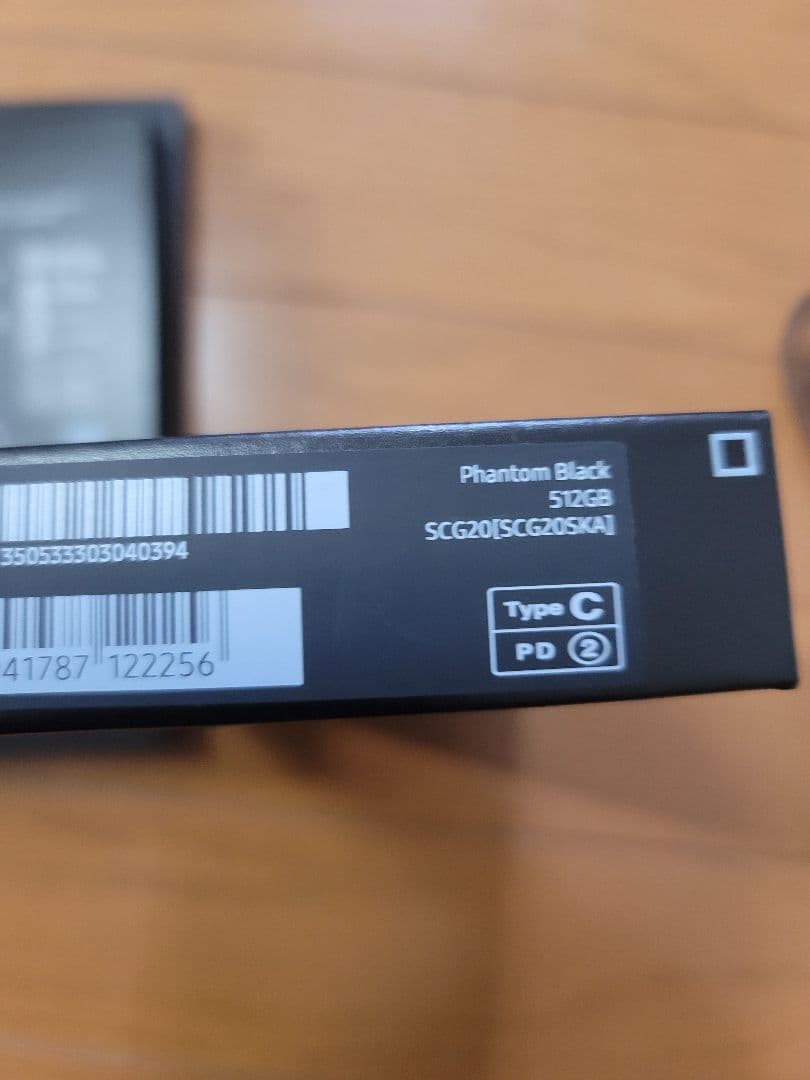 Phantom Black
512GB
SCG20[SCG20SKA]
350533303040394
41787 122256
Type C
PD 2